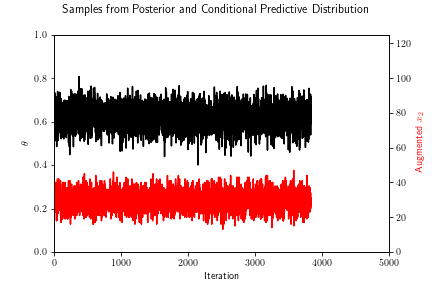 Samples from Posterior and Conditional Predictive Distribution
1.0
0.8
0.6
0.4
0.2
0.0
θ
120
100
80
60
40
20
0
Augmented x₂
0 1000 2000 3000 4000 5000
Iteration